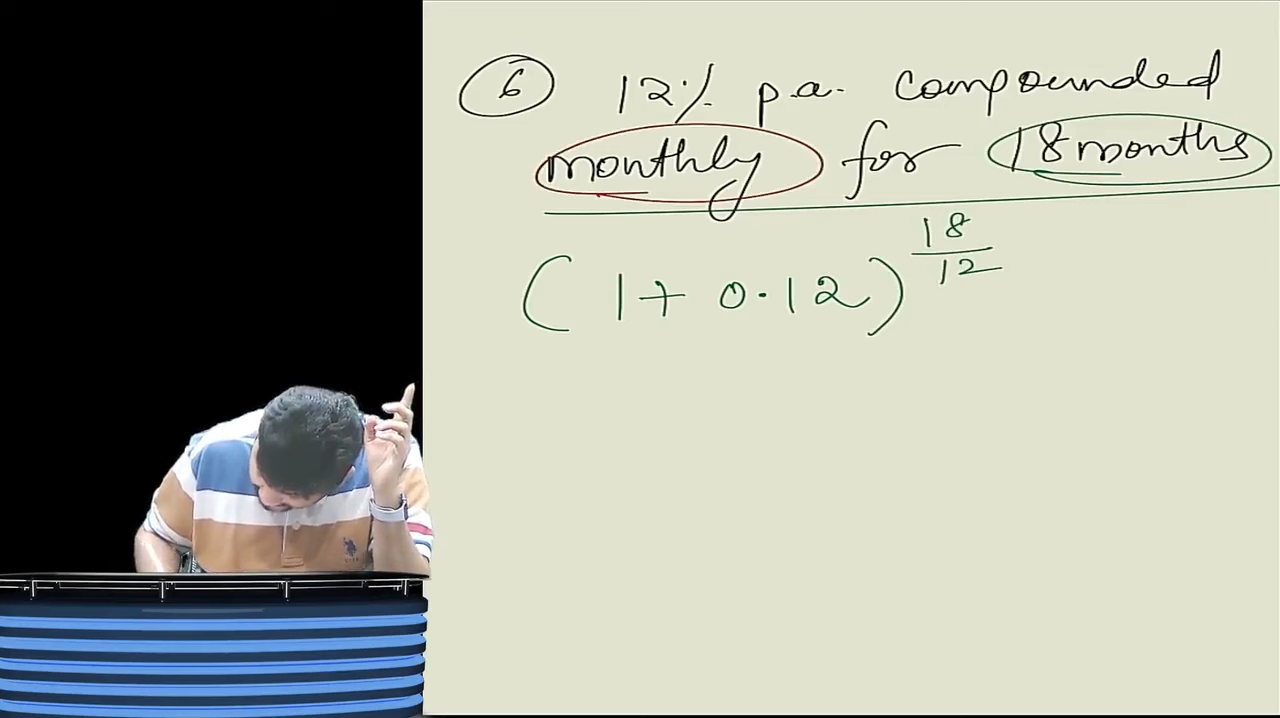 6 12% p.a. compounded
monthly for 18 months
(1 + 0.12)^18/12